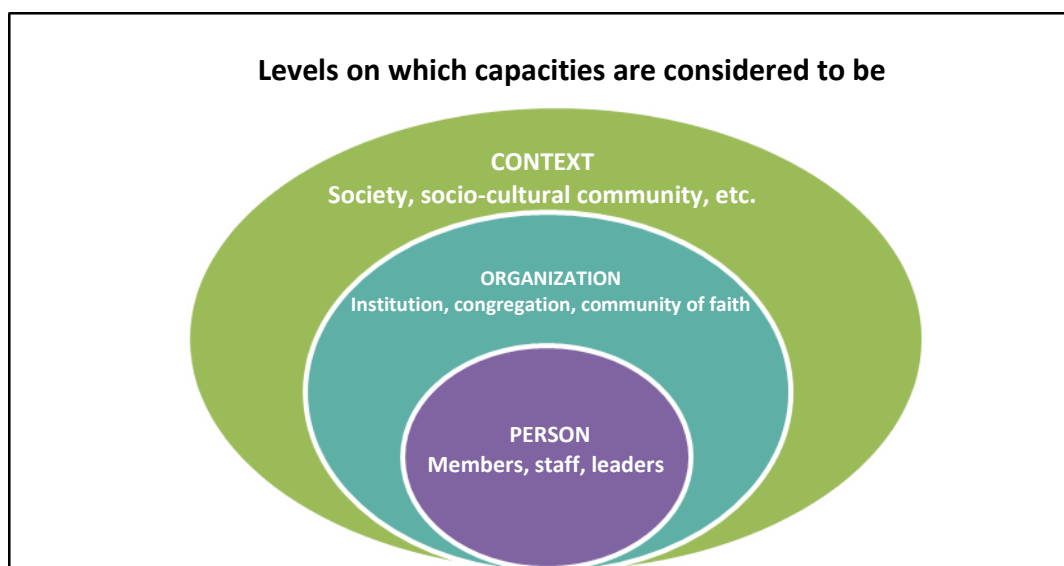 Levels on which capacities are considered to be
CONTEXT
Society, socio-cultural community, etc.
ORGANIZATION
Institution, congregation, community of faith
PERSON
Members, staff, leaders